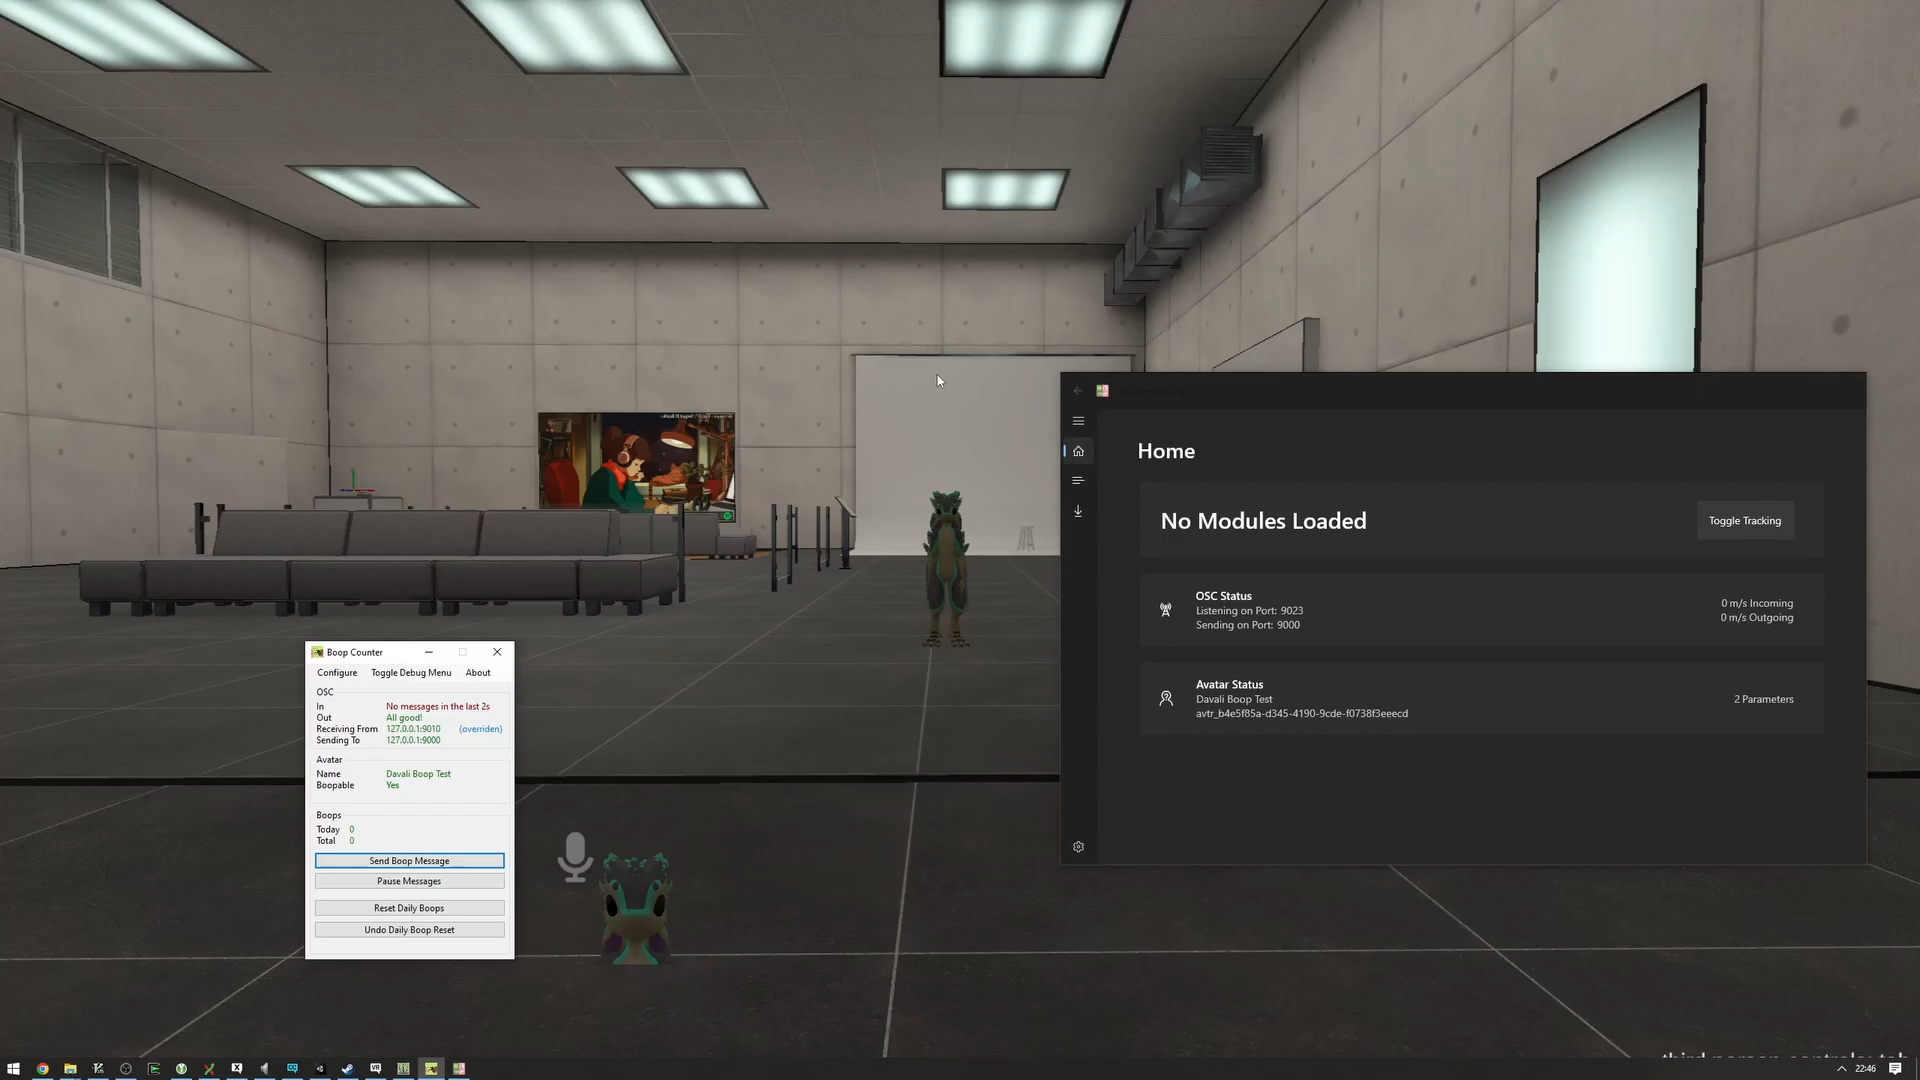 Home
No Modules Loaded
Toggle Tracking
OSC Status
Listening on Port: 9023
Sending on Port: 9000
0 m/s Incoming
0 m/s Outgoing
Avatar Status
Davali Boop Test
avtr_b4e5f85a-d345-4190-9cde-f0738f3eeecd
2 Parameters
Boop Counter
Configure Toggle Debug Menu About
OSC
In No messages in the last 2s
Out All good!
Receiving From 127.0.0.1:9010 (overriden)
Sending To 127.0.0.1:9000
Avatar
Name Davali Boop Test
Boopable Yes
Boops
Today 0
Total 0
Send Boop Message
Pause Messages
Reset Daily Boops
Undo Daily Boop Reset
22:46